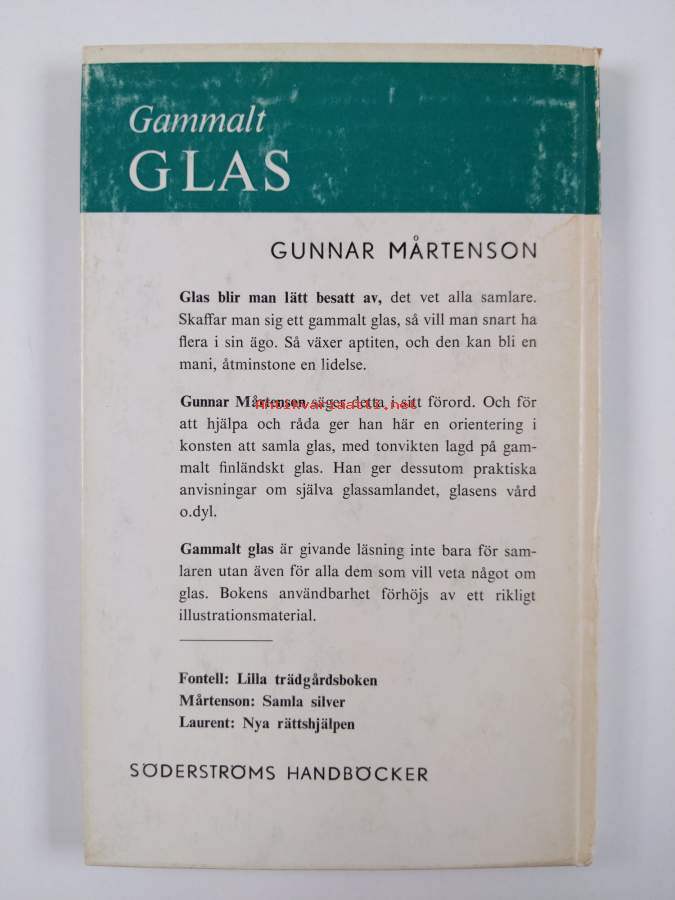 Gammalt
GLAS
GUNNAR MÅRTENSON
Glas blir man lätt besatt av, det vet alla samlare.
Skaffar man sig ett gammalt glas, så vill man snart ha
flera i sin ägo. Så växer aptiten, och den kan bli en
mani, åtminstone en lidelse.
Gunnar Mårtenson säger detta i sitt förord. Och för
Antikvariaatti.net
att hjälpa och råda ger han här en orientering i
konsten att samla glas, med tonvikten lagd på gam-
malt finländskt glas. Han ger dessutom praktiska
anvisningar om själva glassamlandet, glasens vård
o.dyl.
Gammalt glas är givande läsning inte bara för sam-
laren utan även för alla dem som vill veta något om
glas. Bokens användbarhet förhöjs av ett rikligt
illustrationsmaterial.
Fontell: Lilla trädgårdsboken
Mårtenson: Samla silver
Laurent: Nya rättshjälpen
SÖDERSTRÖMS HANDBÖCKER